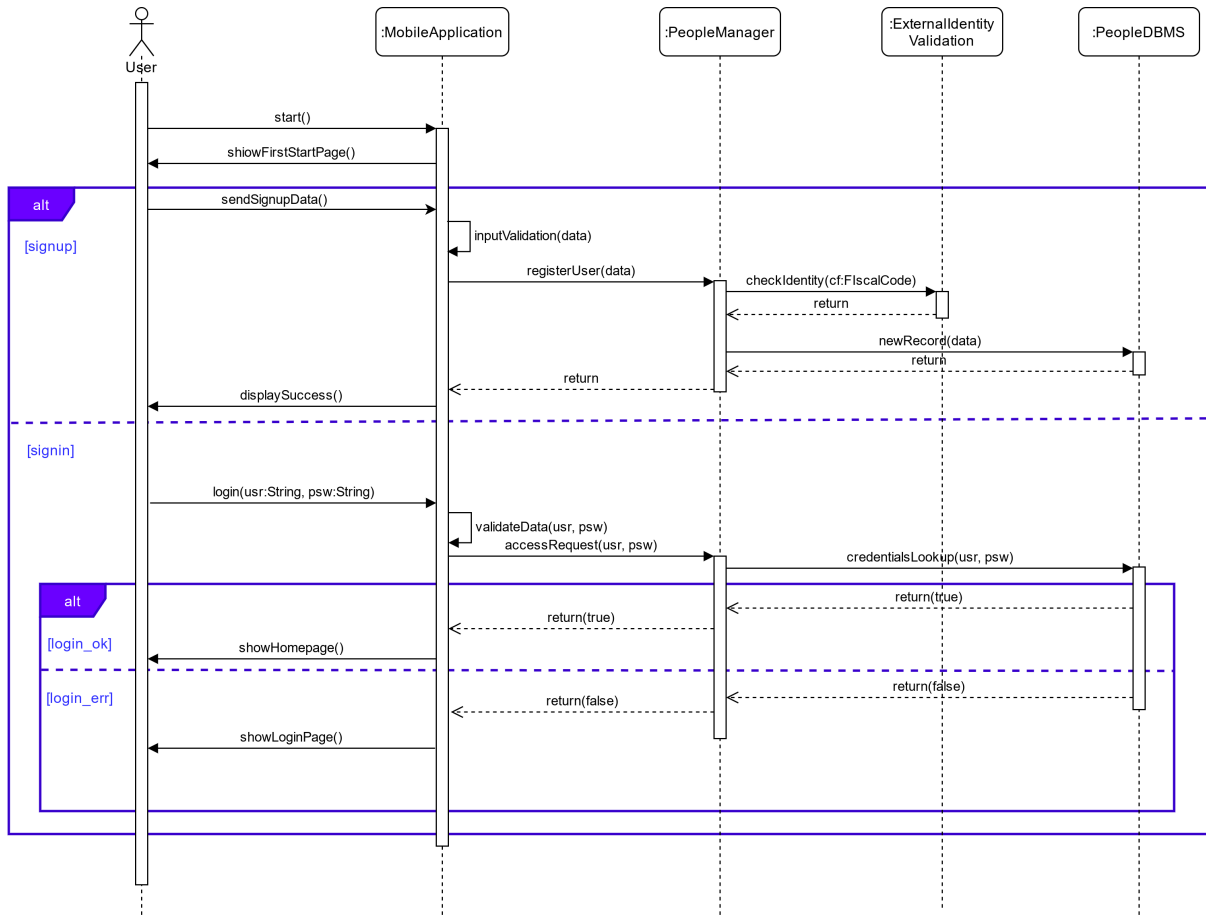 User
:MobileApplication
:PeopleManager
:ExternalIdentity
Validation
:PeopleDBMS
start()
shiowFirstStartPage()
alt
sendSignupData()
[signup]
inputValidation(data)
registerUser(data)
checkIdentity(cf:FIscalCode)
return
newRecord(data)
return
return
displaySuccess()
[signin]
login(usr:String, psw:String)
validateData(usr, psw)
accessRequest(usr, psw)
credentialsLookup(usr, psw)
alt
return(true)
return(true)
[login_ok]
showHomepage()
[login_err]
return(false)
return(false)
showLoginPage()